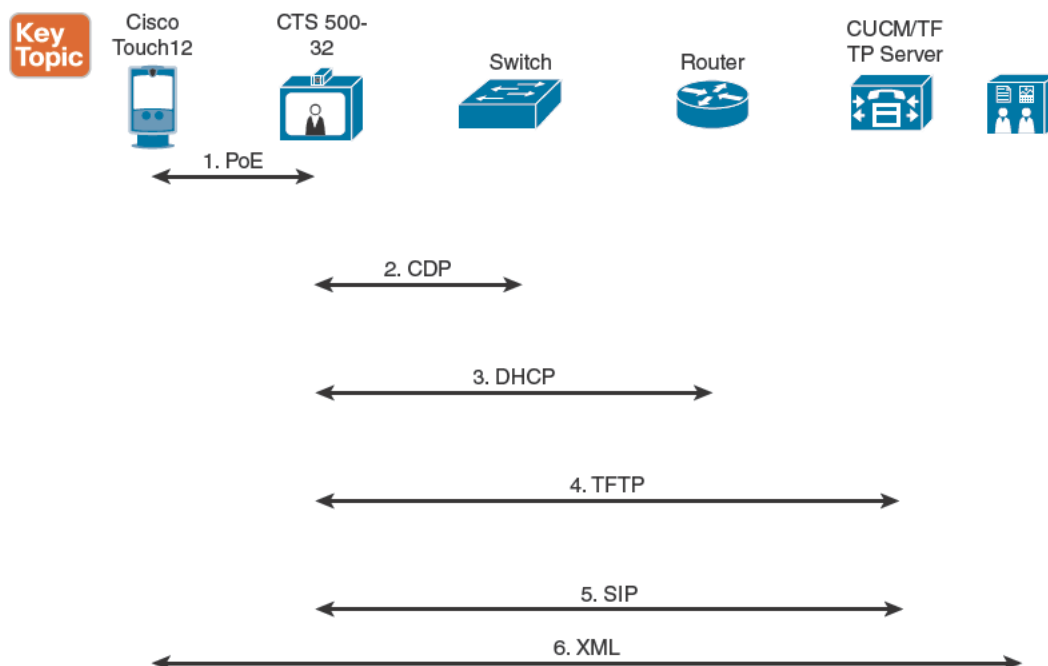 Key
Topic
Cisco
Touch12
CTS 500-
32
Switch
Router
CUCM/TF
TP Server
1. PoE
2. CDP
3. DHCP
4. TFTP
5. SIP
6. XML